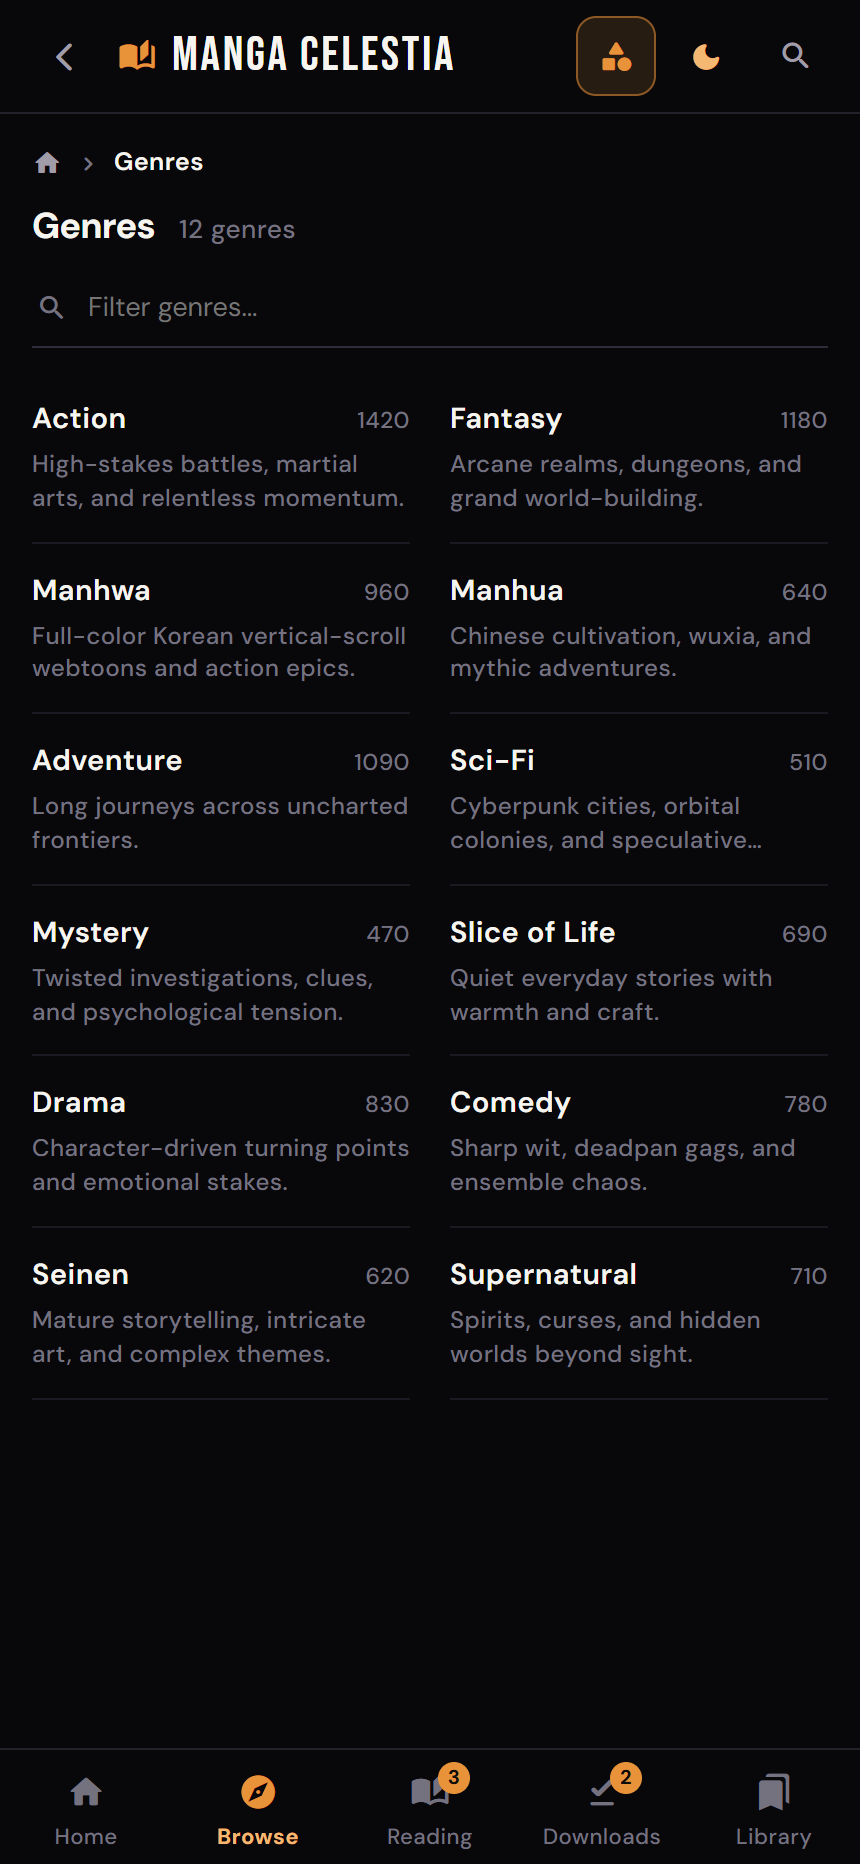 MANGA CELESTIA
Genres
Genres 12 genres
Filter genres...
Action 1420
High-stakes battles, martial
arts, and relentless momentum.
Fantasy 1180
Arcane realms, dungeons, and
grand world-building.
Manhwa 960
Full-color Korean vertical-scroll
webtoons and action epics.
Manhua 640
Chinese cultivation, wuxia, and
mythic adventures.
Adventure 1090
Long journeys across uncharted
frontiers.
Sci-Fi 510
Cyberpunk cities, orbital
colonies, and speculative...
Mystery 470
Twisted investigations, clues,
and psychological tension.
Slice of Life 690
Quiet everyday stories with
warmth and craft.
Drama 830
Character-driven turning points
and emotional stakes.
Comedy 780
Sharp wit, deadpan gags, and
ensemble chaos.
Seinen 620
Mature storytelling, intricate
art, and complex themes.
Supernatural 710
Spirits, curses, and hidden
worlds beyond sight.
Home
Browse
3
Reading
2
Downloads
Library